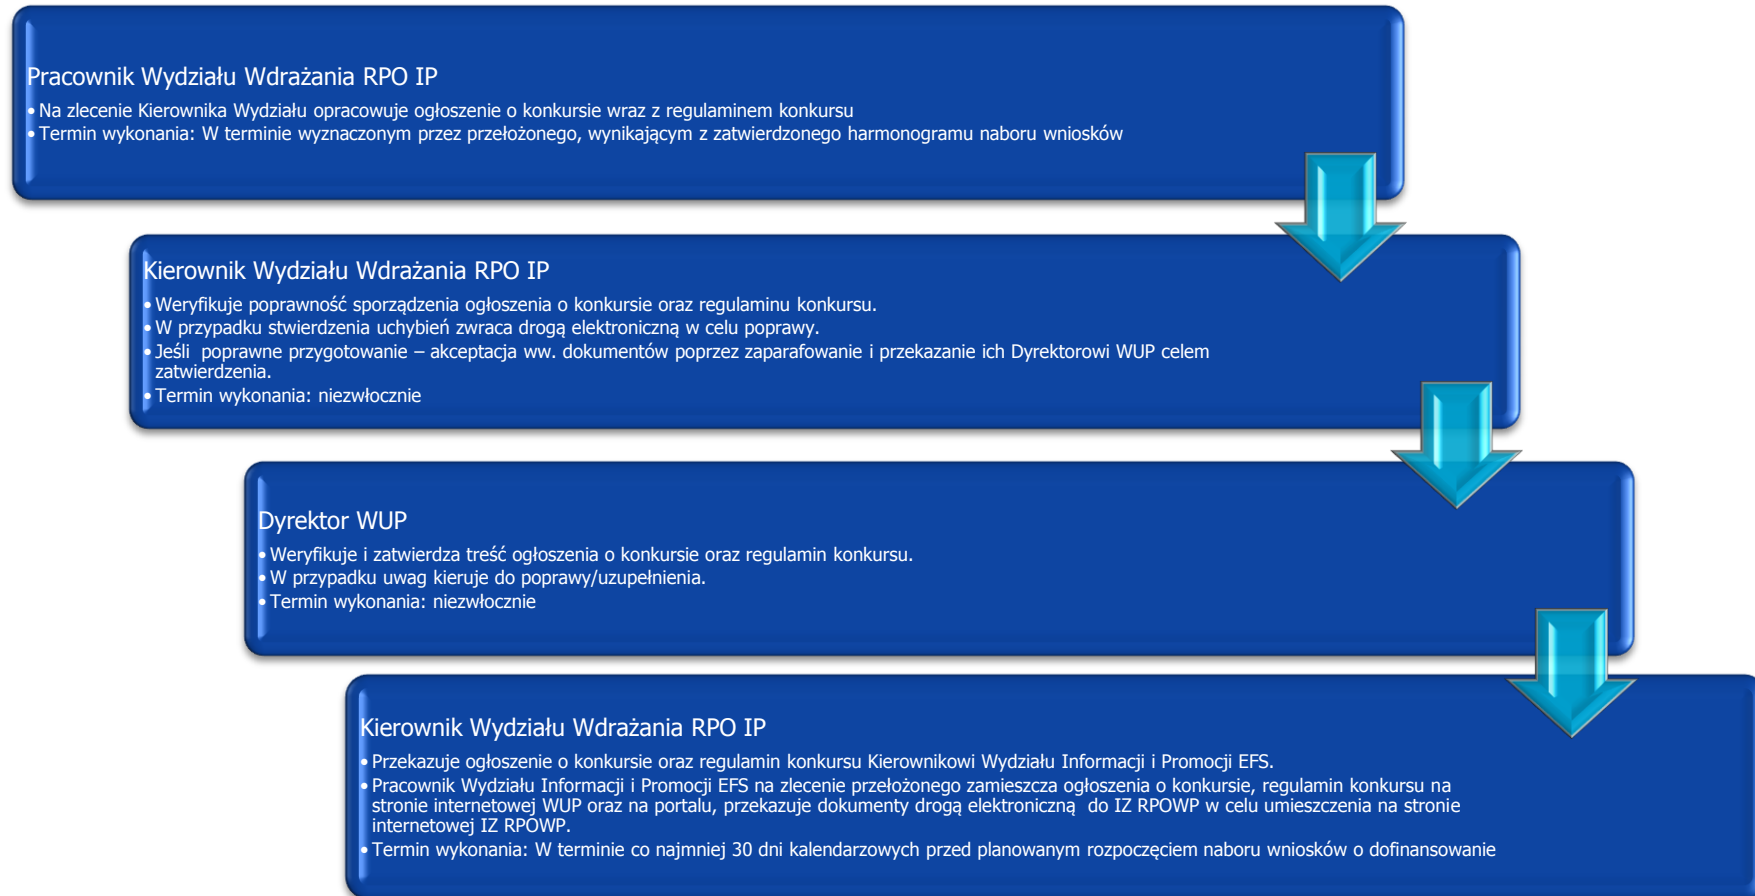 Pracownik Wydziału Wdrażania RPO IP
• Na zlecenie Kierownika Wydziału opracowuje ogłoszenie o konkursie wraz z regulaminem konkursu
• Termin wykonania: W terminie wyznaczonym przez przełożonego, wynikającym z zatwierdzonego harmonogramu naboru wniosków
Kierownik Wydziału Wdrażania RPO IP
• Weryfikuje poprawność sporządzenia ogłoszenia o konkursie oraz regulaminu konkursu.
• W przypadku stwierdzenia uchybień zwraca drogą elektroniczną w celu poprawy.
• Jeśli  poprawne przygotowanie – akceptacja ww. dokumentów poprzez zaparafowanie i przekazanie ich Dyrektorowi WUP celem
zatwierdzenia.
• Termin wykonania: niezwłocznie
Dyrektor WUP
• Weryfikuje i zatwierdza treść ogłoszenia o konkursie oraz regulamin konkursu.
• W przypadku uwag kieruje do poprawy/uzupełnienia.
• Termin wykonania: niezwłocznie
Kierownik Wydziału Wdrażania RPO IP
• Przekazuje ogłoszenie o konkursie oraz regulamin konkursu Kierownikowi Wydziału Informacji i Promocji EFS.
• Pracownik Wydziału Informacji i Promocji EFS na zlecenie przełożonego zamieszcza ogłoszenia o konkursie, regulamin konkursu na
stronie internetowej WUP oraz na portalu, przekazuje dokumenty drogą elektroniczną  do IZ RPOWP w celu umieszczenia na stronie
internetowej IZ RPOWP.
• Termin wykonania: W terminie co najmniej 30 dni kalendarzowych przed planowanym rozpoczęciem naboru wniosków o dofinansowanie